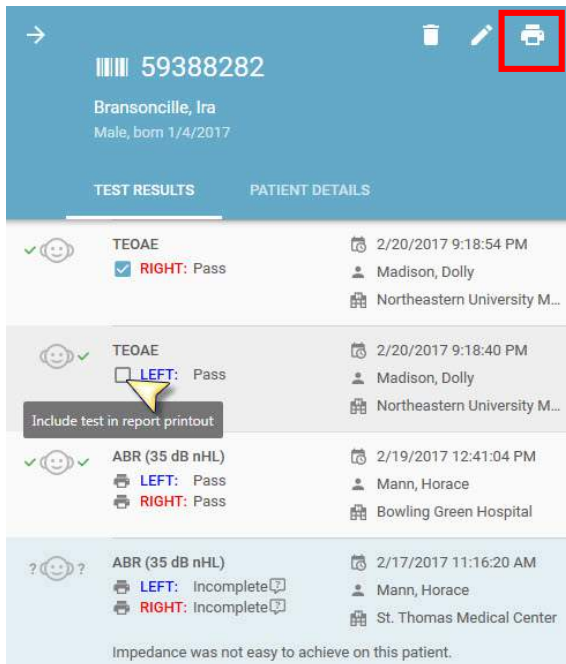 59388282
Bransoncille, Ira
Male, born 1/4/2017
TEST RESULTS PATIENT DETAILS
TEOAE 2/20/2017 9:18:54 PM
RIGHT: Pass Madison, Dolly
Northeastern University M...
TEOAE 2/20/2017 9:18:40 PM
LEFT: Pass Madison, Dolly
Include test in report printout Northeastern University M...
ABR (35 dB nHL) 2/19/2017 12:41:04 PM
LEFT: Pass Mann, Horace
RIGHT: Pass Bowling Green Hospital
? ? ABR (35 dB nHL) 2/17/2017 11:16:20 AM
LEFT: Incomplete ? Mann, Horace
RIGHT: Incomplete ? St. Thomas Medical Center
Impedance was not easy to achieve on this patient.